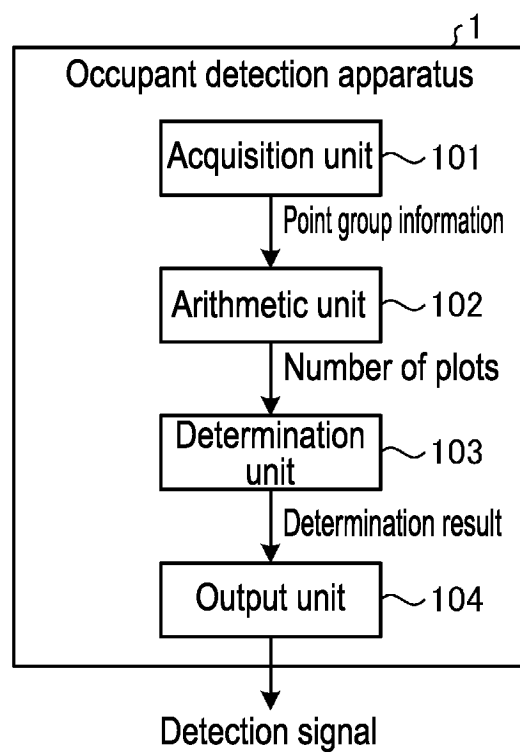 1
Occupant detection apparatus
Acquisition unit
101
Point group information
Arithmetic unit
102
Number of plots
Determination
unit
103
Determination result
Output unit
104
Detection signal